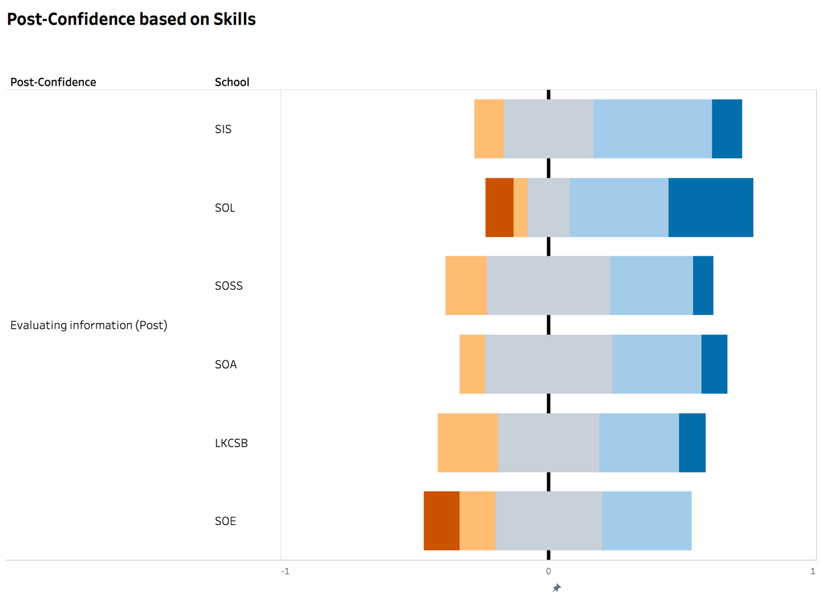 Post-Confidence based on Skills
Post-Confidence School
SIS
SOL
SOSS
Evaluating information (Post)
SOA
LKCSB
SOE
-1 0 1